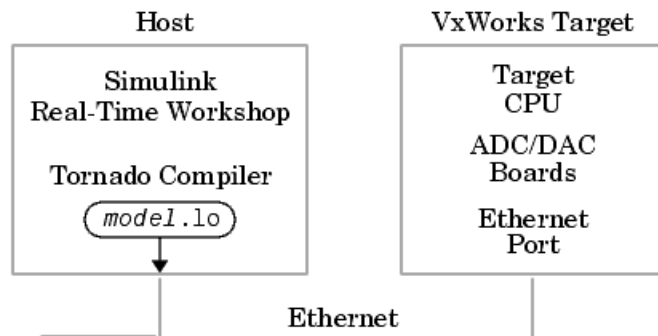 Host
Simulink
Real-Time Workshop
Tornado Compiler
model.lo
VxWorks Target
Target
CPU
ADC/DAC
Boards
Ethernet
Port
Ethernet